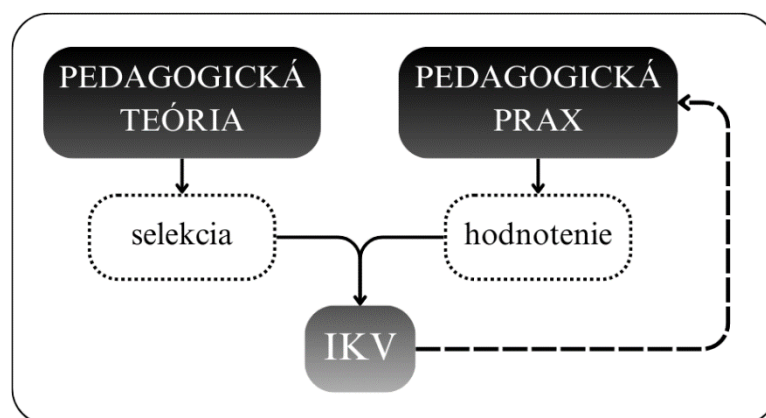 PEDAGOGICKÁ
TEÓRIA
PEDAGOGICKÁ
PRAX
selekcia
hodnotenie
IKV